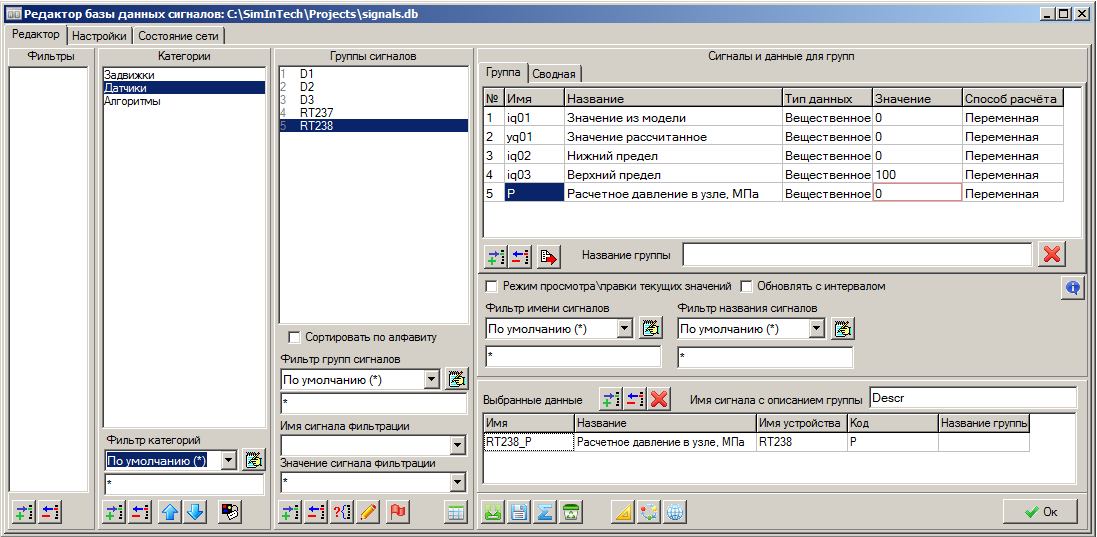 Редактор базы данных сигналов: C:\SimInTech\Projects\signals.db
Редактор Настройки Состояние сети
Фильтры
Категории
Задвижки
Датчики
Алгоритмы
Фильтр категорий
По умолчанию (*)
*
Группы сигналов
1 D1
2 D2
3 D3
4 RT237
5 RT238
Сортировать по алфавиту
Фильтр групп сигналов
По умолчанию (*)
*
Имя сигнала фильтрации
Значение сигнала фильтрации
*
Сигналы и данные для групп
Группа Сводная
№ Имя Название Тип данных Значение Способ расчёта
1 iq01 Значение из модели Вещественное 0 Переменная
2 yq01 Значение рассчитанное Вещественное 0 Переменная
3 iq02 Нижний предел Вещественное 0 Переменная
4 iq03 Верхний предел Вещественное 100 Переменная
5 P Расчетное давление в узле, МПа Вещественное 0 Переменная
Название группы
Режим просмотра\правки текущих значений Обновлять с интервалом
Фильтр имени сигналов Фильтр названия сигналов
По умолчанию (*) По умолчанию (*)
* *
Выбранные данные Имя сигнала с описанием группы Descr
Имя Название Имя устройства Код Название группы
RT238_P Расчетное давление в узле, МПа RT238 P
Ок